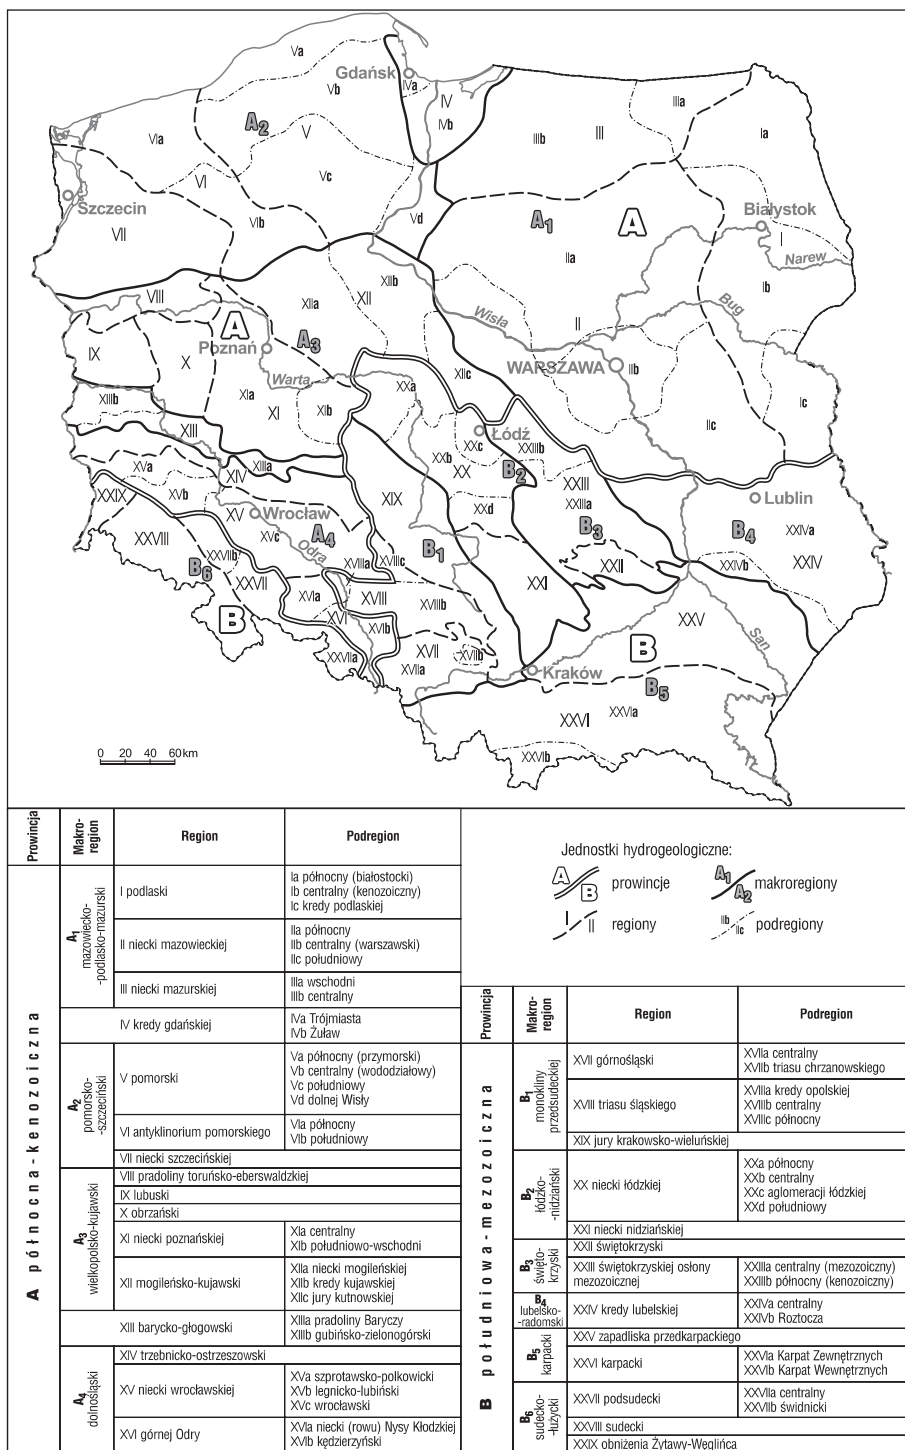 Va
Gdańsk
IVa
IV
IIIa
Vb
A2
V
IVb
IIIb
III
Ia
VIa
VI
Vc
Szczecin
VII
VIb
Vd
A1
A
Białystok
I
IIa
Narew
Ib
VIII
XIIa
XIIb
XII
Wisła
Bug
II
A
Poznań
A3
IX
X
Warta
XIIc
WARSZAWA
IIb
XIIIb
XIa
XI
XIb
XXa
Ic
IIc
XIII
Łódź
XXc
XXIIIb
XVa
XIV
XIIIa
XXb
XX
B2
XXIII
XXIX
XVb
XIX
XXIIIa
Lublin
XV
Wrocław
XXd
XXVIII
XVc
A4
B3
B4
XXIVa
XXVIIb
Odra
B1
XXIV
B6
XVIIIa
XVIIIc
XXII
XXIVb
XXVII
XVIa
XVIII
XXI
XVI
XVIIIb
B
XVIb
XXV
XXVIIa
XVII
XVIIb
B
San
XVIIa
Kraków
B5
XXVI
XXVIa
XXVIb
0 20 40 60 km
Prowincja
Makro-
region
Region
Podregion
A północna-kenozoiczna
A1
mazowiecko-
-podlasko-mazurski
I podlaski
Ia północny (białostocki)
Ib centralny (kenozoiczny)
Ic kredy podlaskiej
II niecki mazowieckiej
IIa północny
IIb centralny (warszawski)
IIc południowy
III niecki mazurskiej
IIIa wschodni
IIIb centralny
IV kredy gdańskiej
IVa Trójmiasta
IVb Żuław
A2
pomorsko-
-szczeciński
V pomorski
Va północny (przymorski)
Vb centralny (wododziałowy)
Vc południowy
Vd dolnej Wisły
VI antyklinorium pomorskiego
VIa północny
VIb południowy
VII niecki szczecińskiej
A3
wielkopolsko-kujawski
VIII pradoliny toruńsko-eberswaldzkiej
IX lubuski
X obrzański
XI niecki poznańskiej
XIa centralny
XIb południowo-wschodni
XII mogileńsko-kujawski
XIIa niecki mogileńskiej
XIIb kredy kujawskiej
XIIc jury kutnowskiej
XIII barycko-głogowski
XIIIa pradoliny Baryczy
XIIIb gubińsko-zielonogórski
A4
dolnośląski
XIV trzebnicko-ostrzeszowski
XV niecki wrocławskiej
XVa szprotawsko-polkowicki
XVb legnicko-lubiński
XVc wrocławski
XVI górnej Odry
XVIa niecki (rowu) Nysy Kłodzkiej
XVIb kędzierzyński
Jednostki hydrogeologiczne:
A
B
prowincje
A1
A2
makroregiony
I
II
regiony
IIb
IIc
podregiony
Prowincja
Makro-
region
Region
Podregion
B południowa-mezozoiczna
B1
monokliny
przedsudeckiej
XVII górnośląski
XVIIa centralny
XVIIb triasu chrzanowskiego
XVIII triasu śląskiego
XVIIIa kredy opolskiej
XVIIIb centralny
XVIIIc północny
XIX jury krakowsko-wieluńskiej
B2
łódzko-
-nidziański
XX niecki łódzkiej
XXa północny
XXb centralny
XXc aglomeracji łódzkiej
XXd południowy
XXI niecki nidziańskiej
B3
święto-
krzyski
XXII świętokrzyski
XXIII świętokrzyskiej osłony
mezozoicznej
XXIIIa centralny (mezozoiczny)
XXIIIb północny (kenozoiczny)
B4
lubelsko-
-radomski
XXIV kredy lubelskiej
XXIVa centralny
XXIVb Roztocza
B5
karpacki
XXV zapadliska przedkarpackiego
XXVI karpacki
XXVIa Karpat Zewnętrznych
XXVIb Karpat Wewnętrznych
B6
sudecko-
-łużycki
XXVII podsudecki
XXVIIa centralny
XXVIIb świdnicki
XXVIII sudecki
XXIX obniżenia Żytawy-Węglińca